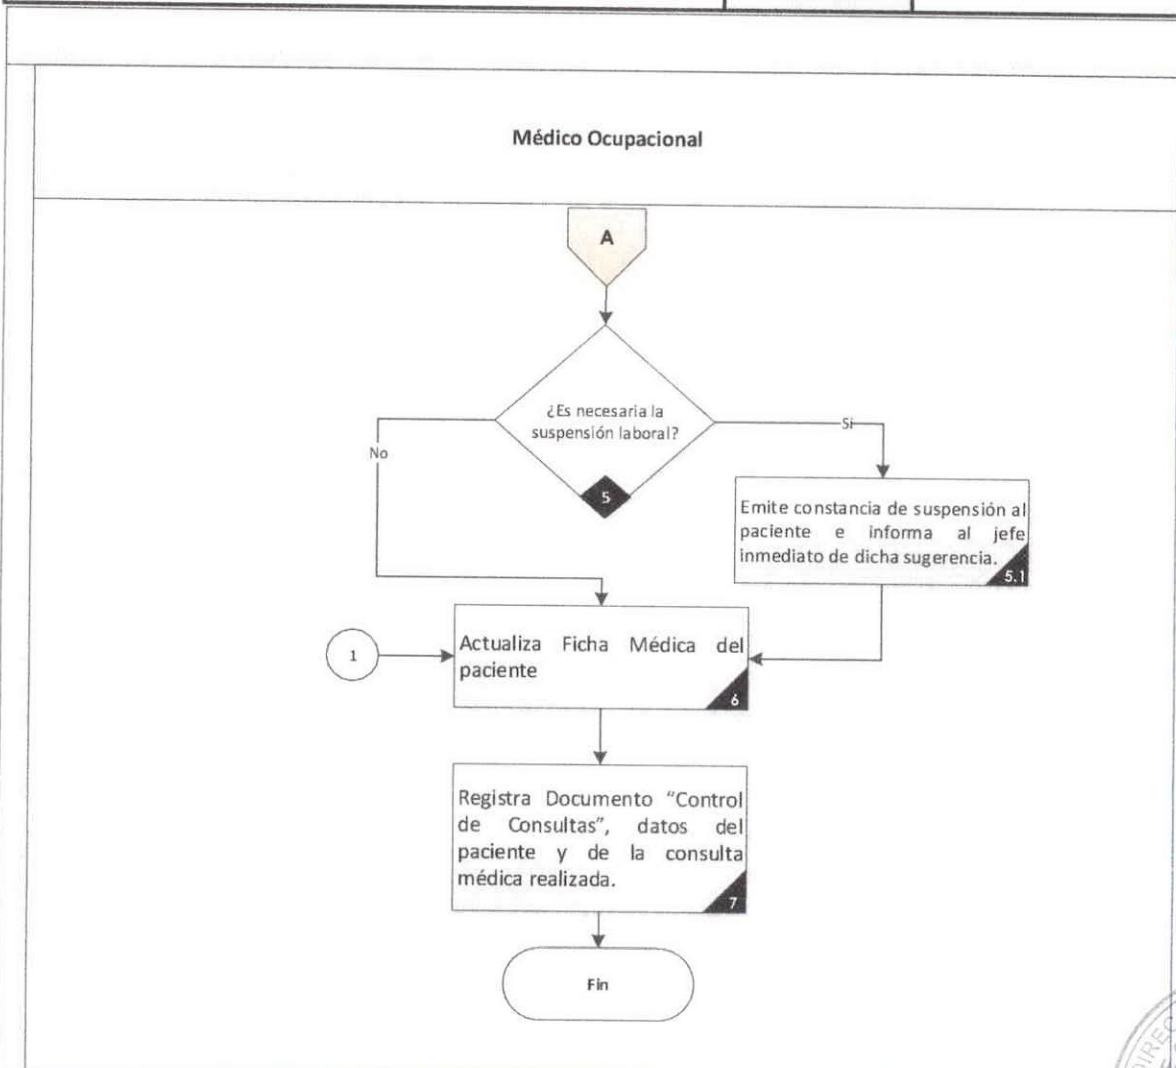 Médico Ocupacional
A
¿Es necesaria la
suspensión laboral?
5
No
Si
Emite constancia de suspensión al
paciente e informa al jefe
inmediato de dicha sugerencia.
5.1
1
Actualiza Ficha Médica del
paciente
6
Registra Documento “Control
de Consultas”, datos del
paciente y de la consulta
médica realizada.
7
Fin